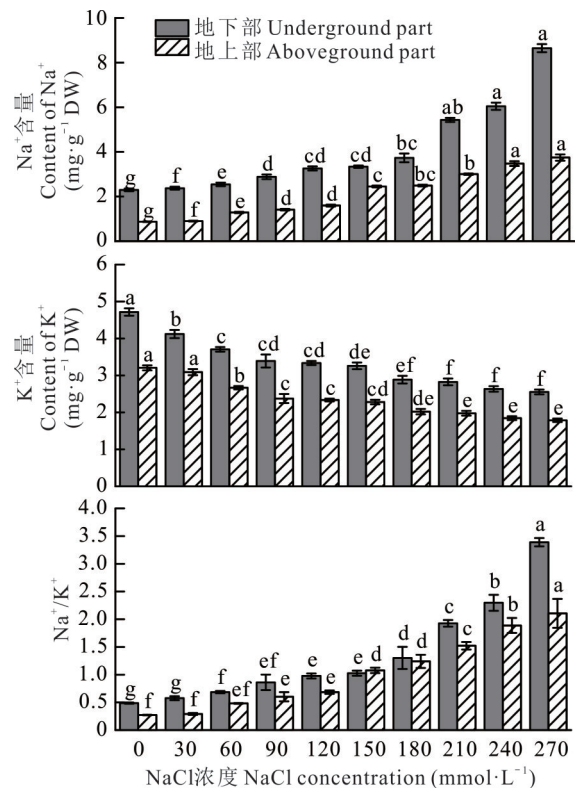 地下部 Underground part
地上部 Aboveground part
Na⁺含量
Content of Na⁺
(mg·g⁻¹ DW)
10
8
6
4
2
0
g g f f e e d d cd d cd c bc bc ab b a a a a
K⁺含量
Content of K⁺
(mg·g⁻¹ DW)
6
5
4
3
2
1
0
a a b a c b cd c cd c de cd ef de f e f e f e
Na⁺/K⁺
4.0
3.5
3.0
2.5
2.0
1.5
1.0
0.5
0
g f g f f ef ef e e e e d d d c c b b a a
0 30 60 90 120 150 180 210 240 270
NaCl浓度 NaCl concentration (mmol·L⁻¹)